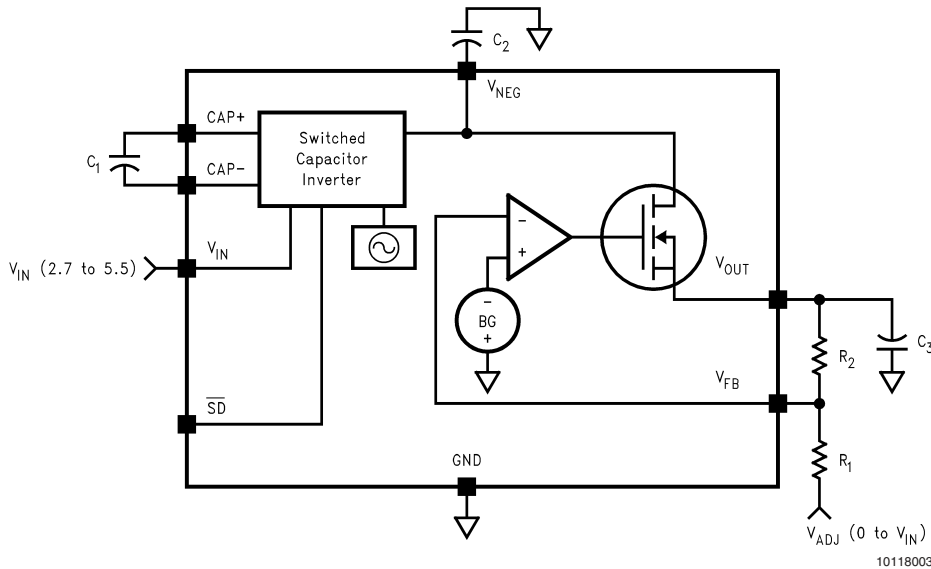 C2
VNEG
CAP+
Switched
Capacitor
Inverter
C1
CAP-
VIN
VIN (2.7 to 5.5)
-
+
VOUT
-
BG
+
C3
R2
VFB
SD
GND
R1
VADJ (0 to VIN)
10118003